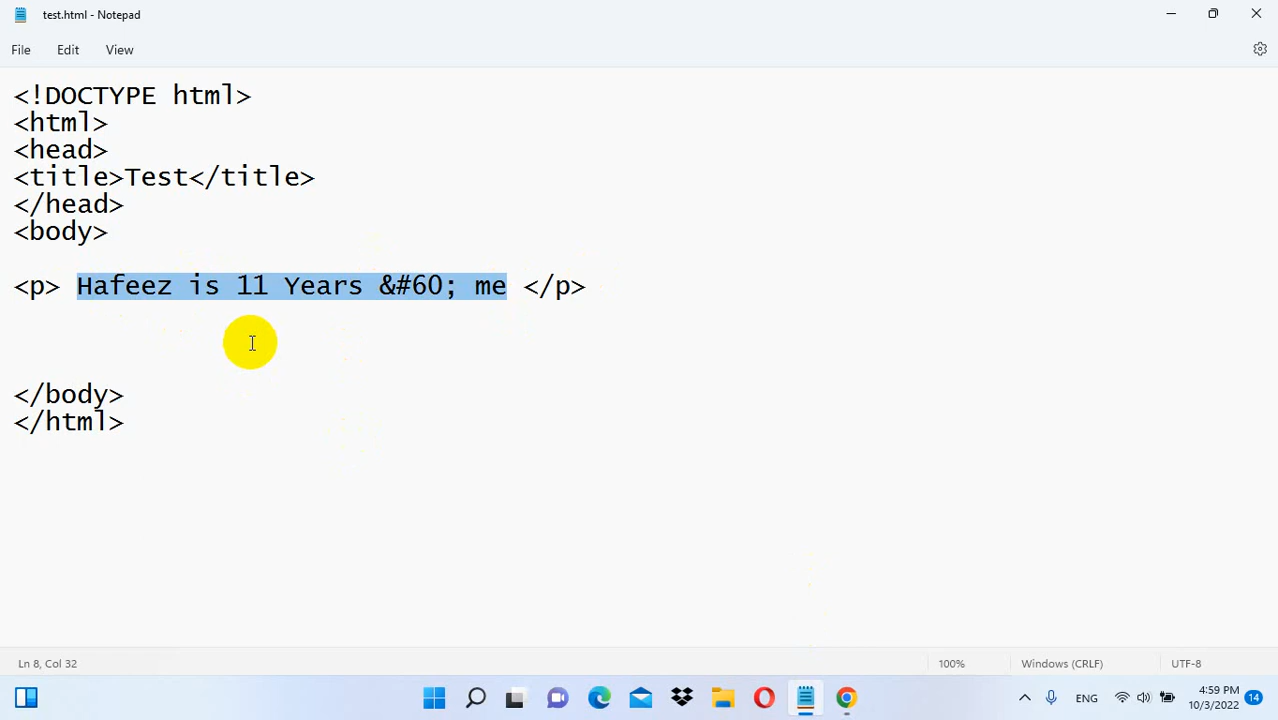 test.html - Notepad
File Edit View
<!DOCTYPE html>
<html>
<head>
<title>Test</title>
</head>
<body>
<p> Hafeez is 11 Years &#60; me </p>
</body>
</html>
Ln 8, Col 32 100% Windows (CRLF) UTF-8
ENG 4:59 PM 14
10/3/2022